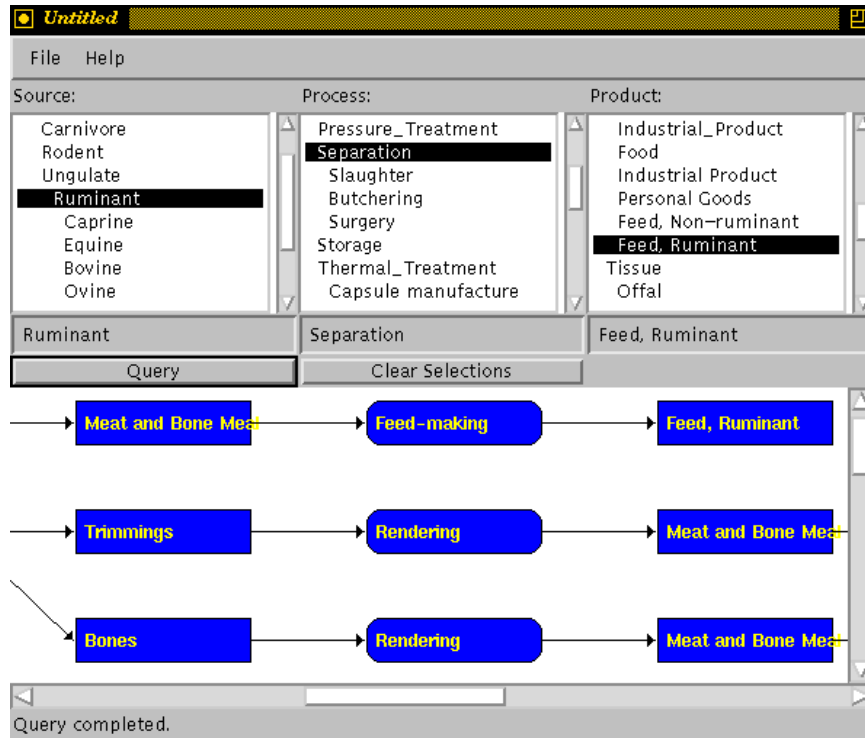 Untitled
File Help
Source: Process: Product:
Carnivore Pressure_Treatment Industrial_Product
Rodent Separation Food
Ungulate Slaughter Industrial Product
Ruminant Butchering Personal Goods
Caprine Surgery Feed, Non-ruminant
Equine Storage Feed, Ruminant
Bovine Thermal_Treatment Tissue
Ovine Capsule manufacture Offal
Ruminant Separation Feed, Ruminant
Query Clear Selections
Meat and Bone Meal Feed-making Feed, Ruminant
Trimmings Rendering Meat and Bone Meal
Bones Rendering Meat and Bone Meal
Query completed.